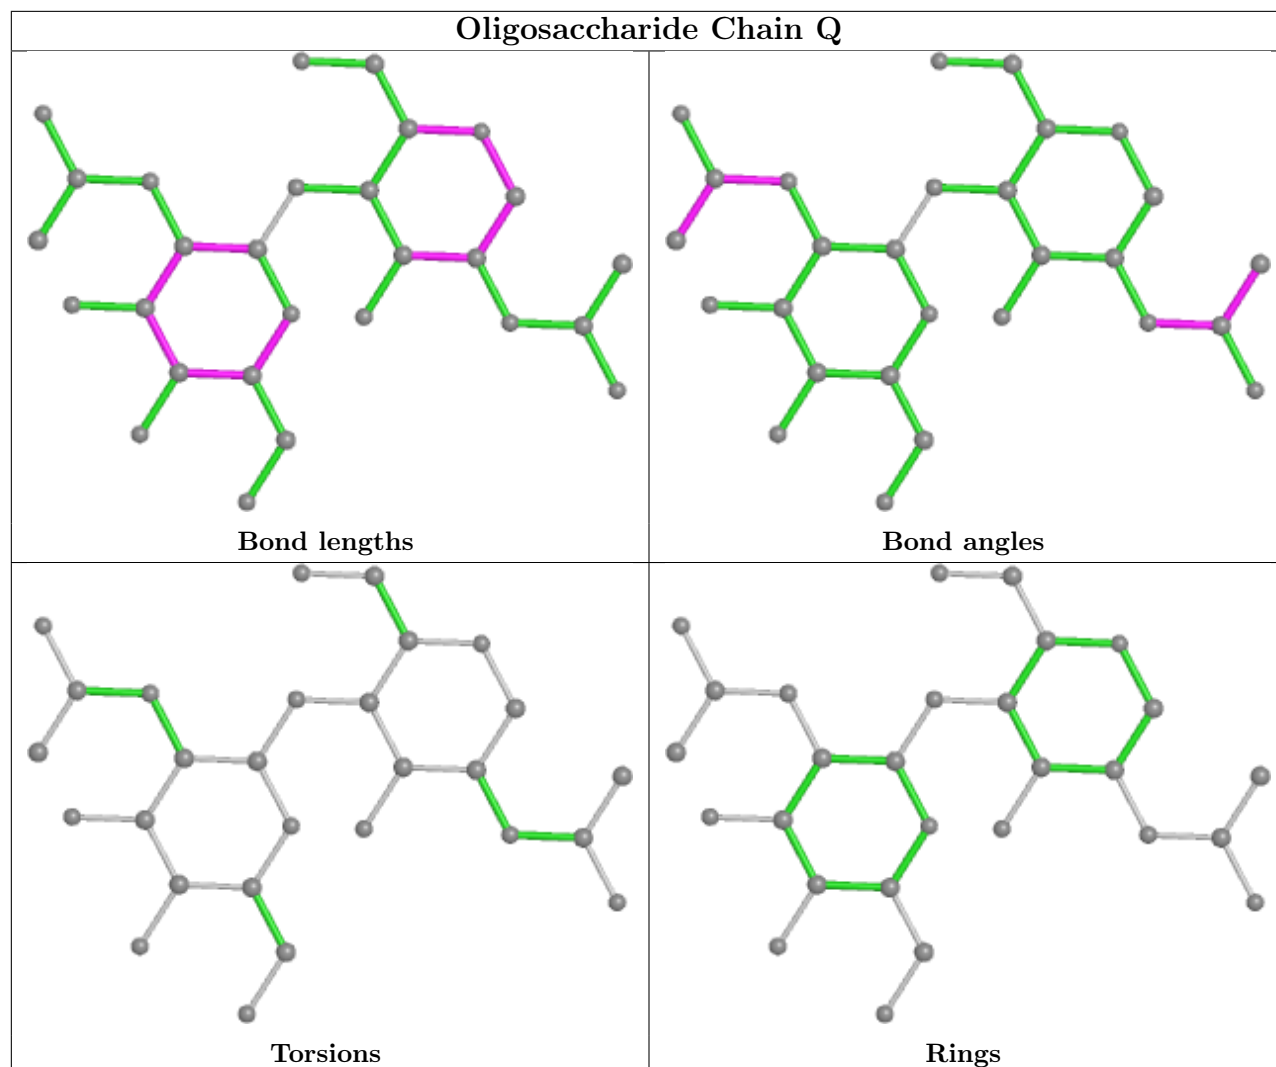 Oligosaccharide Chain Q
Bond lengths
Bond angles
Torsions
Rings